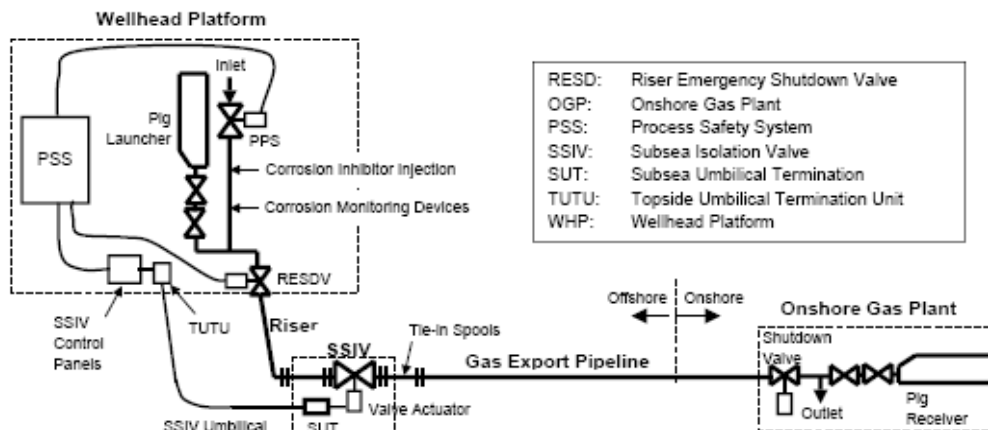 Wellhead Platform
Inlet
Pig
Launcher
PPS
PSS
Corrosion Inhibitor Injection
Corrosion Monitoring Devices
RESDV
SSIV
Control
Panels
TUTU
Riser
SSIV
Tie-in Spools
Gas Export Pipeline
Valve Actuator
SSIV Umbilical
SUT
RESD: Riser Emergency Shutdown Valve
OGP: Onshore Gas Plant
PSS: Process Safety System
SSIV: Subsea Isolation Valve
SUT: Subsea Umbilical Termination
TUTU: Topside Umbilical Termination Unit
WHP: Wellhead Platform
Offshore
Onshore
Onshore Gas Plant
Shutdown
Valve
Outlet
Pig
Receiver